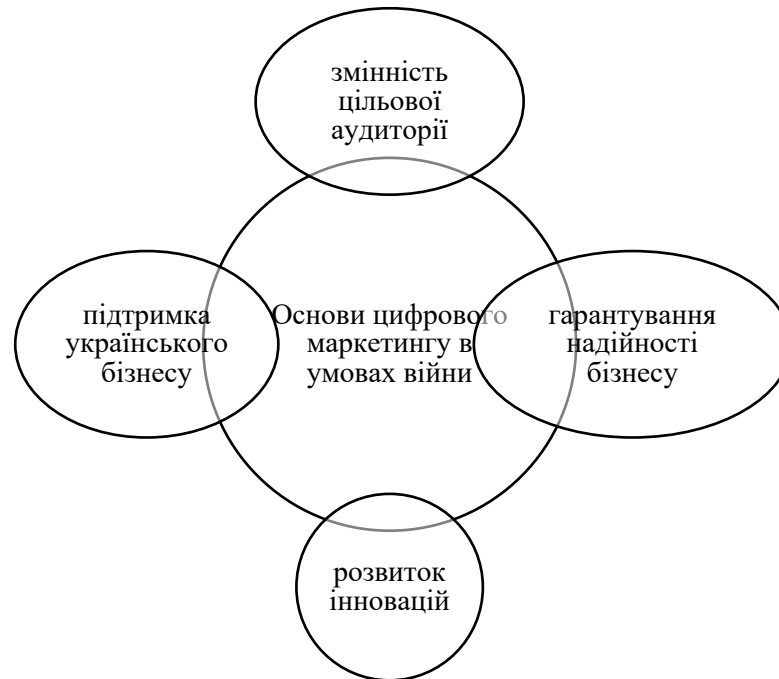 змінність
цільової
аудиторії
підтримка
українського
бізнесу
Основи цифрового
маркетингу в
умовах війни
гарантування
надійності
бізнесу
розвиток
інновацій